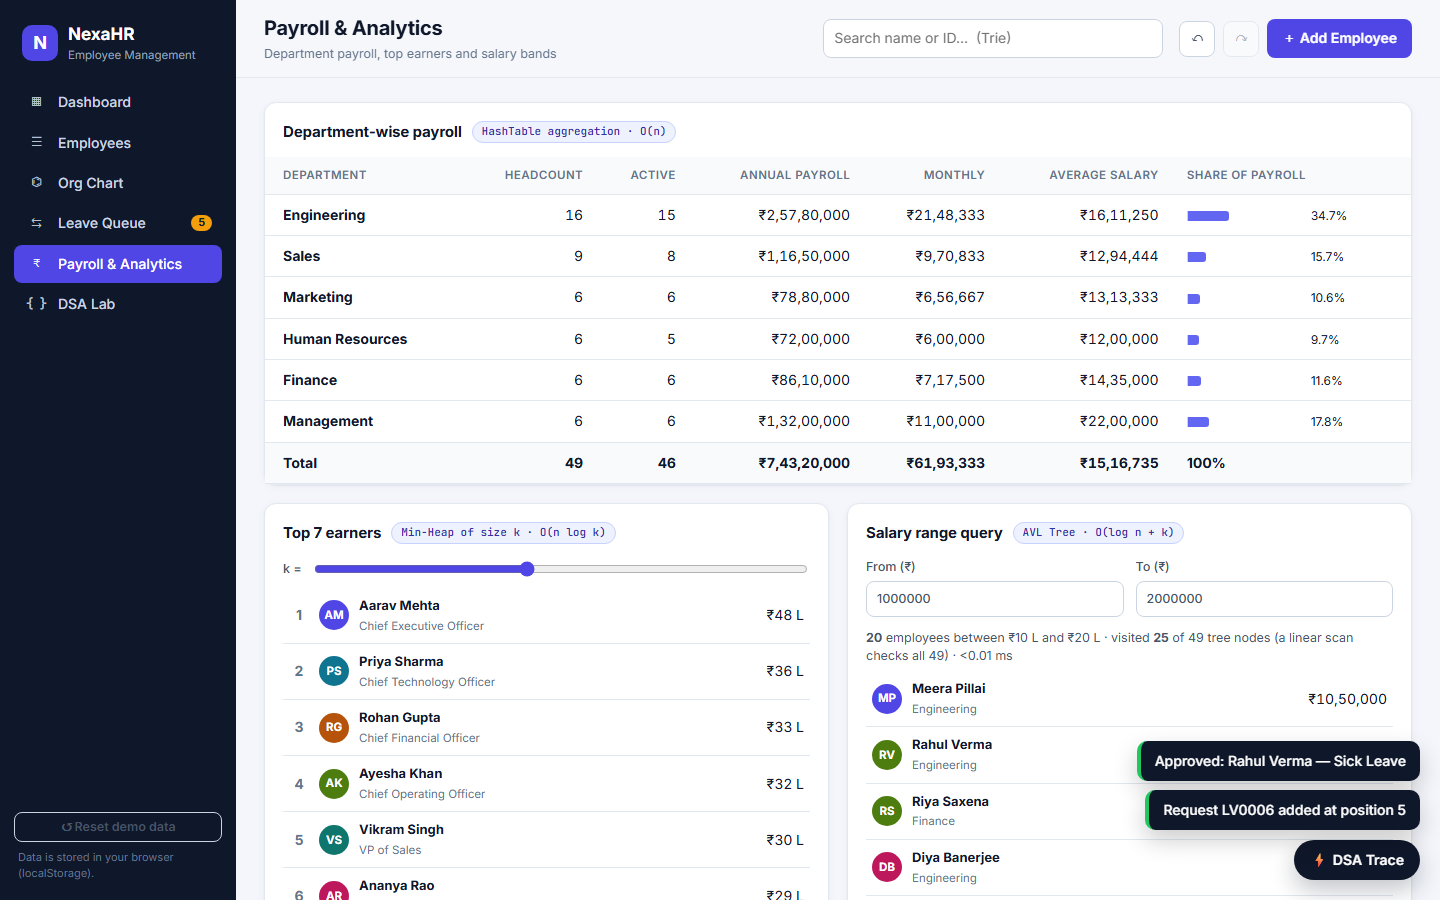 N
NexaHR
Employee Management
Dashboard
Employees
Org Chart
Leave Queue 5
₹ Payroll & Analytics
{ } DSA Lab
↺ Reset demo data
Data is stored in your browser
(localStorage).
Payroll & Analytics
Department payroll, top earners and salary bands
Search name or ID... (Trie)
↶ ↷
+ Add Employee
Department-wise payroll HashTable aggregation · O(n)
DEPARTMENT HEADCOUNT ACTIVE ANNUAL PAYROLL MONTHLY AVERAGE SALARY SHARE OF PAYROLL
Engineering 16 15 ₹2,57,80,000 ₹21,48,333 ₹16,11,250 34.7%
Sales 9 8 ₹1,16,50,000 ₹9,70,833 ₹12,94,444 15.7%
Marketing 6 6 ₹78,80,000 ₹6,56,667 ₹13,13,333 10.6%
Human Resources 6 5 ₹72,00,000 ₹6,00,000 ₹12,00,000 9.7%
Finance 6 6 ₹86,10,000 ₹7,17,500 ₹14,35,000 11.6%
Management 6 6 ₹1,32,00,000 ₹11,00,000 ₹22,00,000 17.8%
Total 49 46 ₹7,43,20,000 ₹61,93,333 ₹15,16,735 100%
Top 7 earners Min-Heap of size k · O(n log k)
k =
1 AM Aarav Mehta ₹48 L
Chief Executive Officer
2 PS Priya Sharma ₹36 L
Chief Technology Officer
3 RG Rohan Gupta ₹33 L
Chief Financial Officer
4 AK Ayesha Khan ₹32 L
Chief Operating Officer
5 VS Vikram Singh ₹30 L
VP of Sales
6 AR Ananya Rao ₹29 L
Salary range query AVL Tree · O(log n + k)
From (₹) To (₹)
1000000 2000000
20 employees between ₹10 L and ₹20 L · visited 25 of 49 tree nodes (a linear scan
checks all 49) · <0.01 ms
MP Meera Pillai ₹10,50,000
Engineering
RV Rahul Verma
Engineering
RS Riya Saxena
Finance
DB Diya Banerjee
Engineering
Approved: Rahul Verma — Sick Leave
Request LV0006 added at position 5
DSA Trace